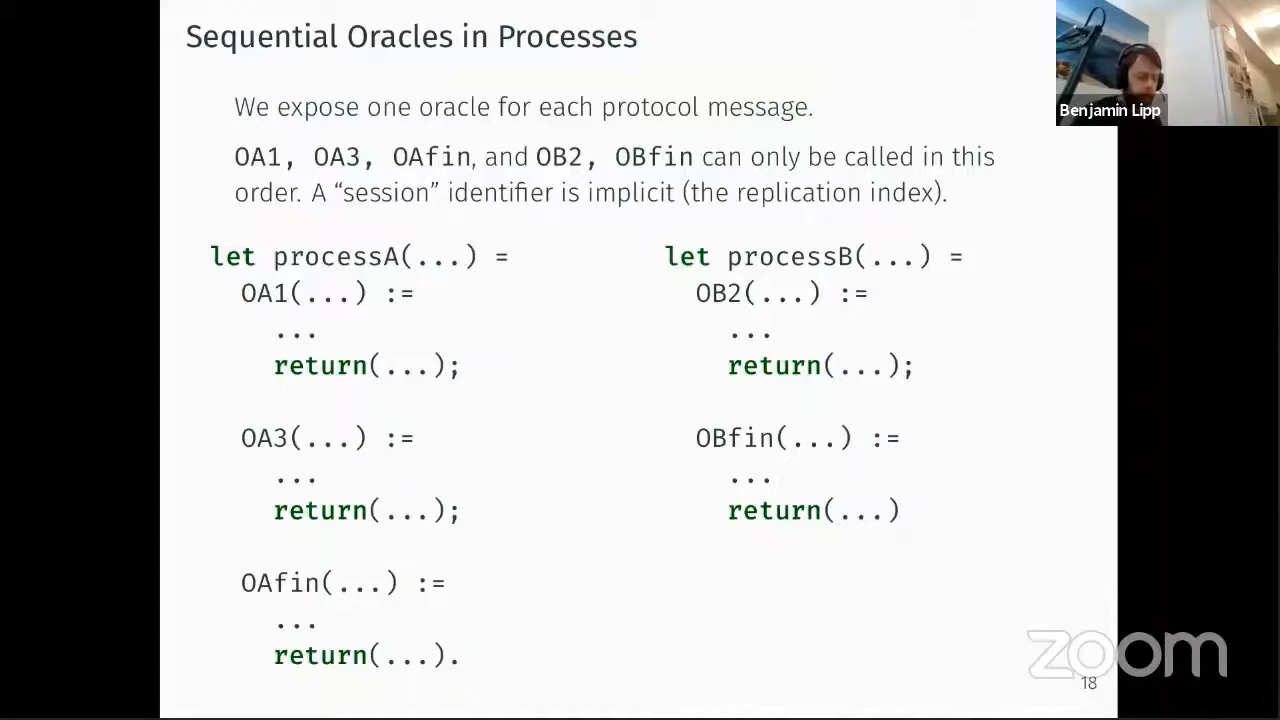 Sequential Oracles in Processes
Benjamin Lipp
We expose one oracle for each protocol message.
OA1, OA3, OAfin, and OB2, OBfin can only be called in this
order. A “session” identifier is implicit (the replication index).
let processA(...) =
OA1(...) :=
...
return(...);
OA3(...) :=
...
return(...);
OAfin(...) :=
...
return(...).
let processB(...) =
OB2(...) :=
...
return(...);
OBfin(...) :=
...
return(...)
zoom
18